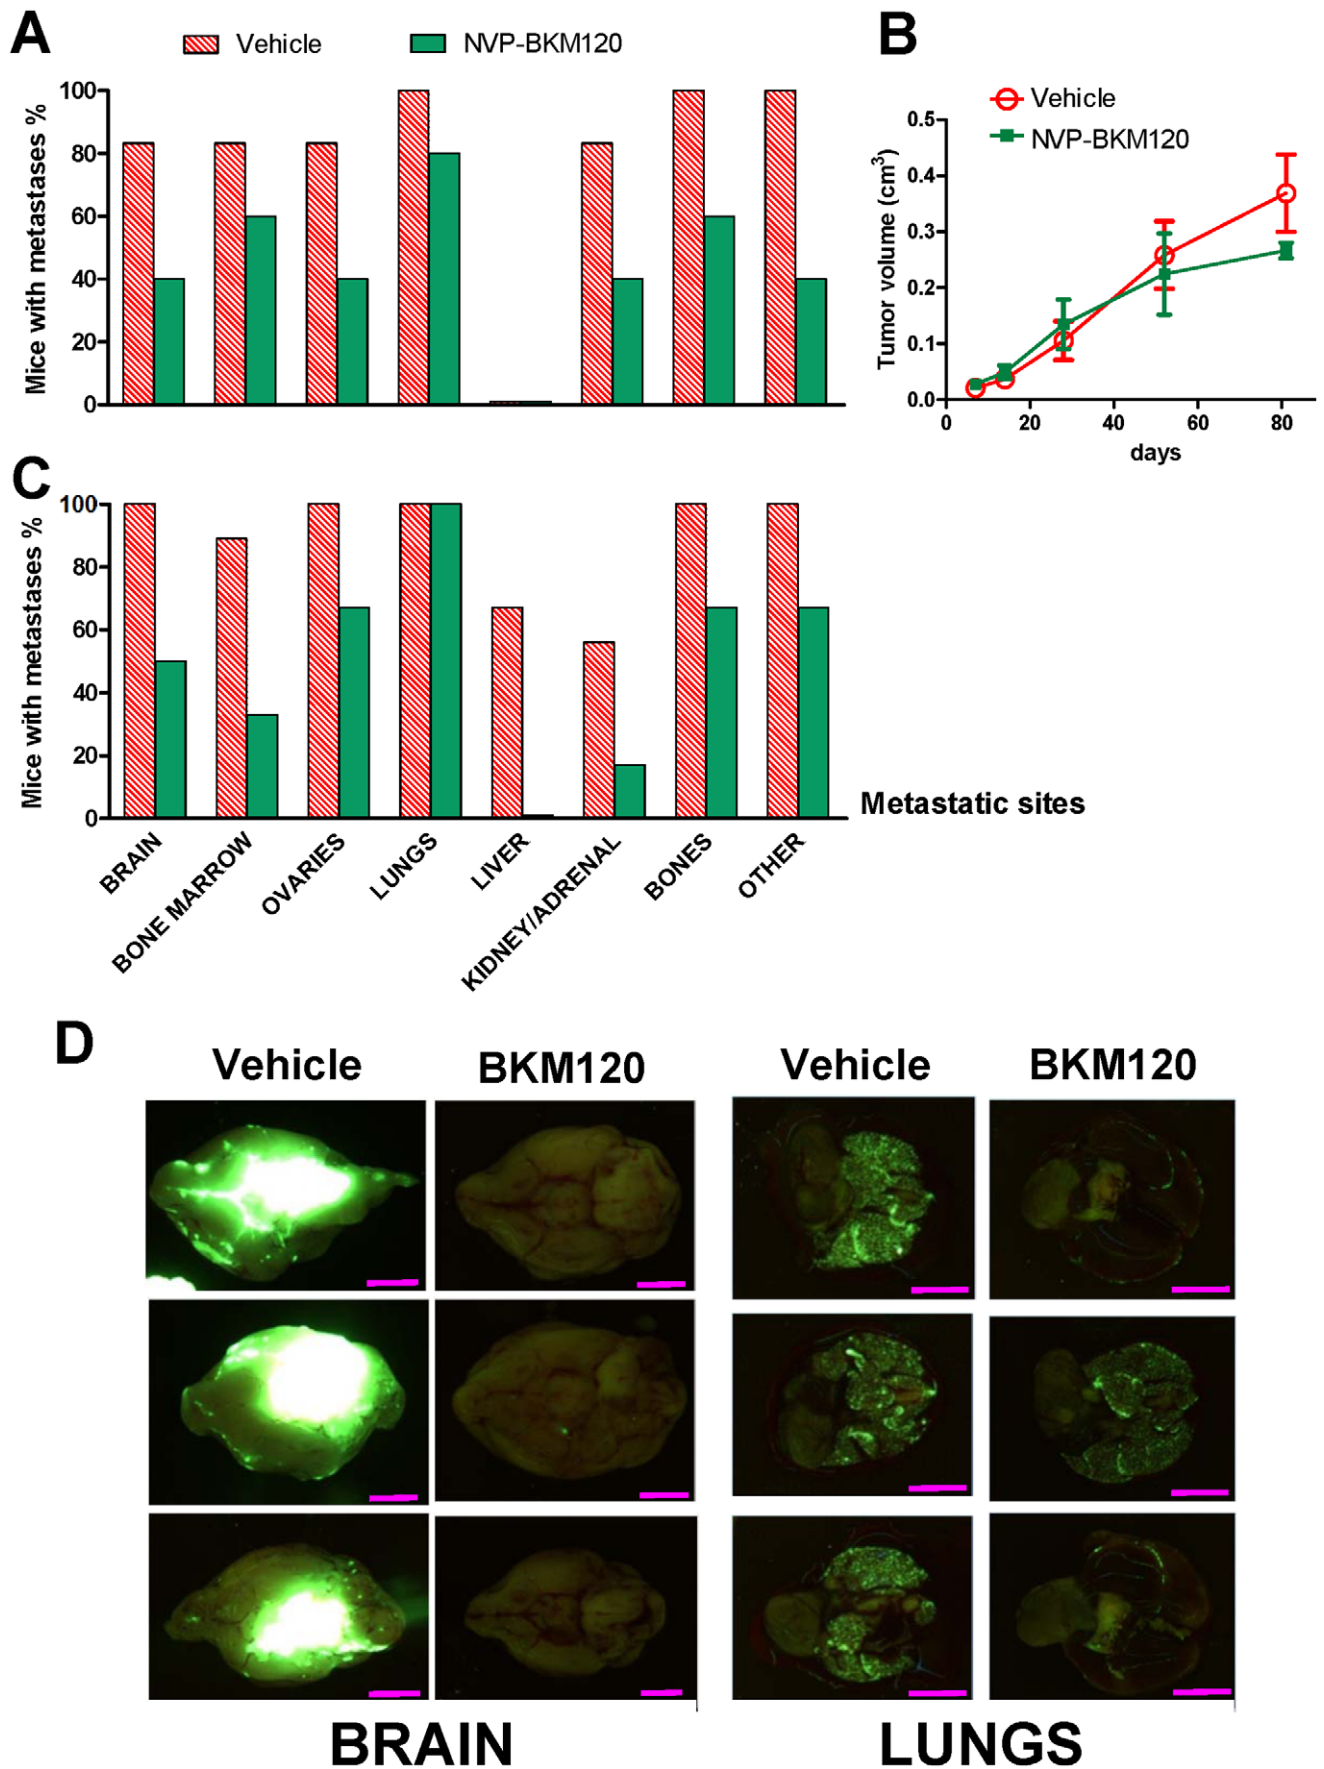 A
Vehicle
NVP-BKM120
Mice with metastases %
100
80
60
40
20
0
B
Vehicle
NVP-BKM120
Tumor volume (cm³)
0.5
0.4
0.3
0.2
0.1
0.0
0 20 40 60 80
days
C
Mice with metastases %
100
80
60
40
20
0
Metastatic sites
BRAIN
BONE MARROW
OVARIES
LUNGS
LIVER
KIDNEY/ADRENAL
BONES
OTHER
D
Vehicle
BKM120
Vehicle
BKM120
BRAIN
LUNGS